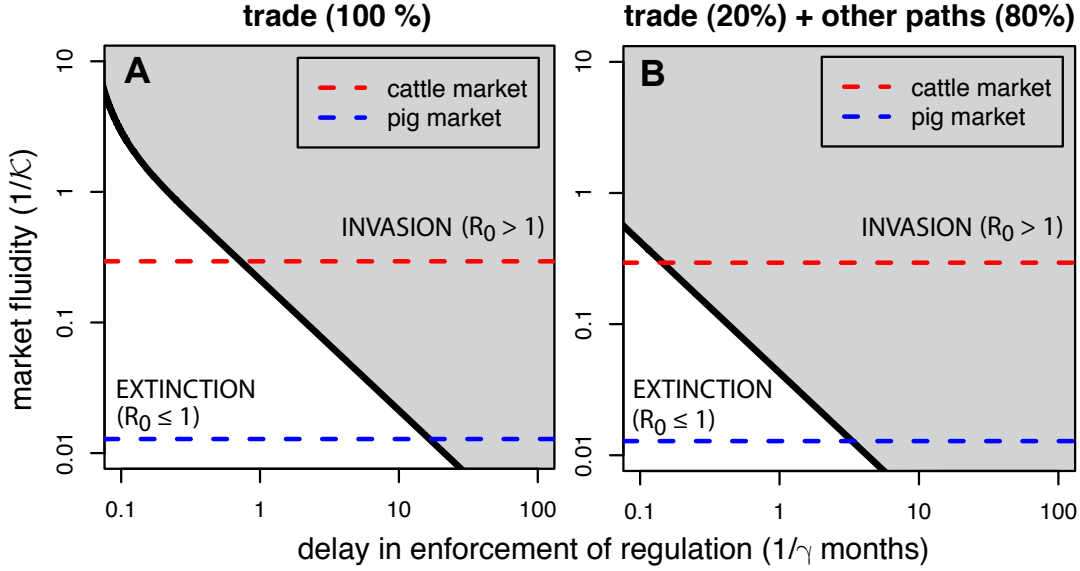 trade (100 %)
trade (20%) + other paths (80%)
A
cattle market
pig market
INVASION (R0 > 1)
EXTINCTION
(R0 ≤ 1)
10
1
0.1
0.01
0.1
1
10
100
B
cattle market
pig market
INVASION (R0 > 1)
EXTINCTION
(R0 ≤ 1)
10
1
0.1
0.01
0.1
1
10
100
market fluidity (1/𝒦)
delay in enforcement of regulation (1/γ months)